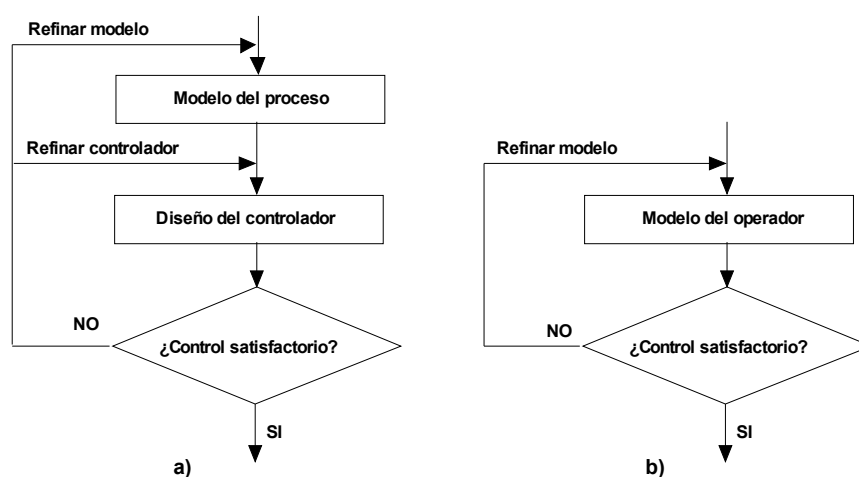 Refinar modelo
Modelo del proceso
Refinar controlador
Diseño del controlador
NO
¿Control satisfactorio?
SI
a)
Refinar modelo
Modelo del operador
NO
¿Control satisfactorio?
SI
b)